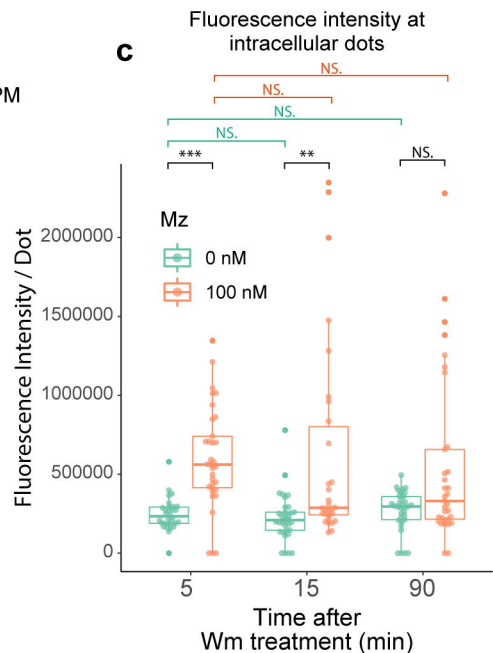 Fluorescence intensity at
intracellular dots
c
PM
NS.
NS.
NS.
NS.
***
**
NS.
Mz
0 nM
100 nM
Fluorescence Intensity / Dot
2000000
1500000
1000000
500000
0
5
15
90
Time after
Wm treatment (min)